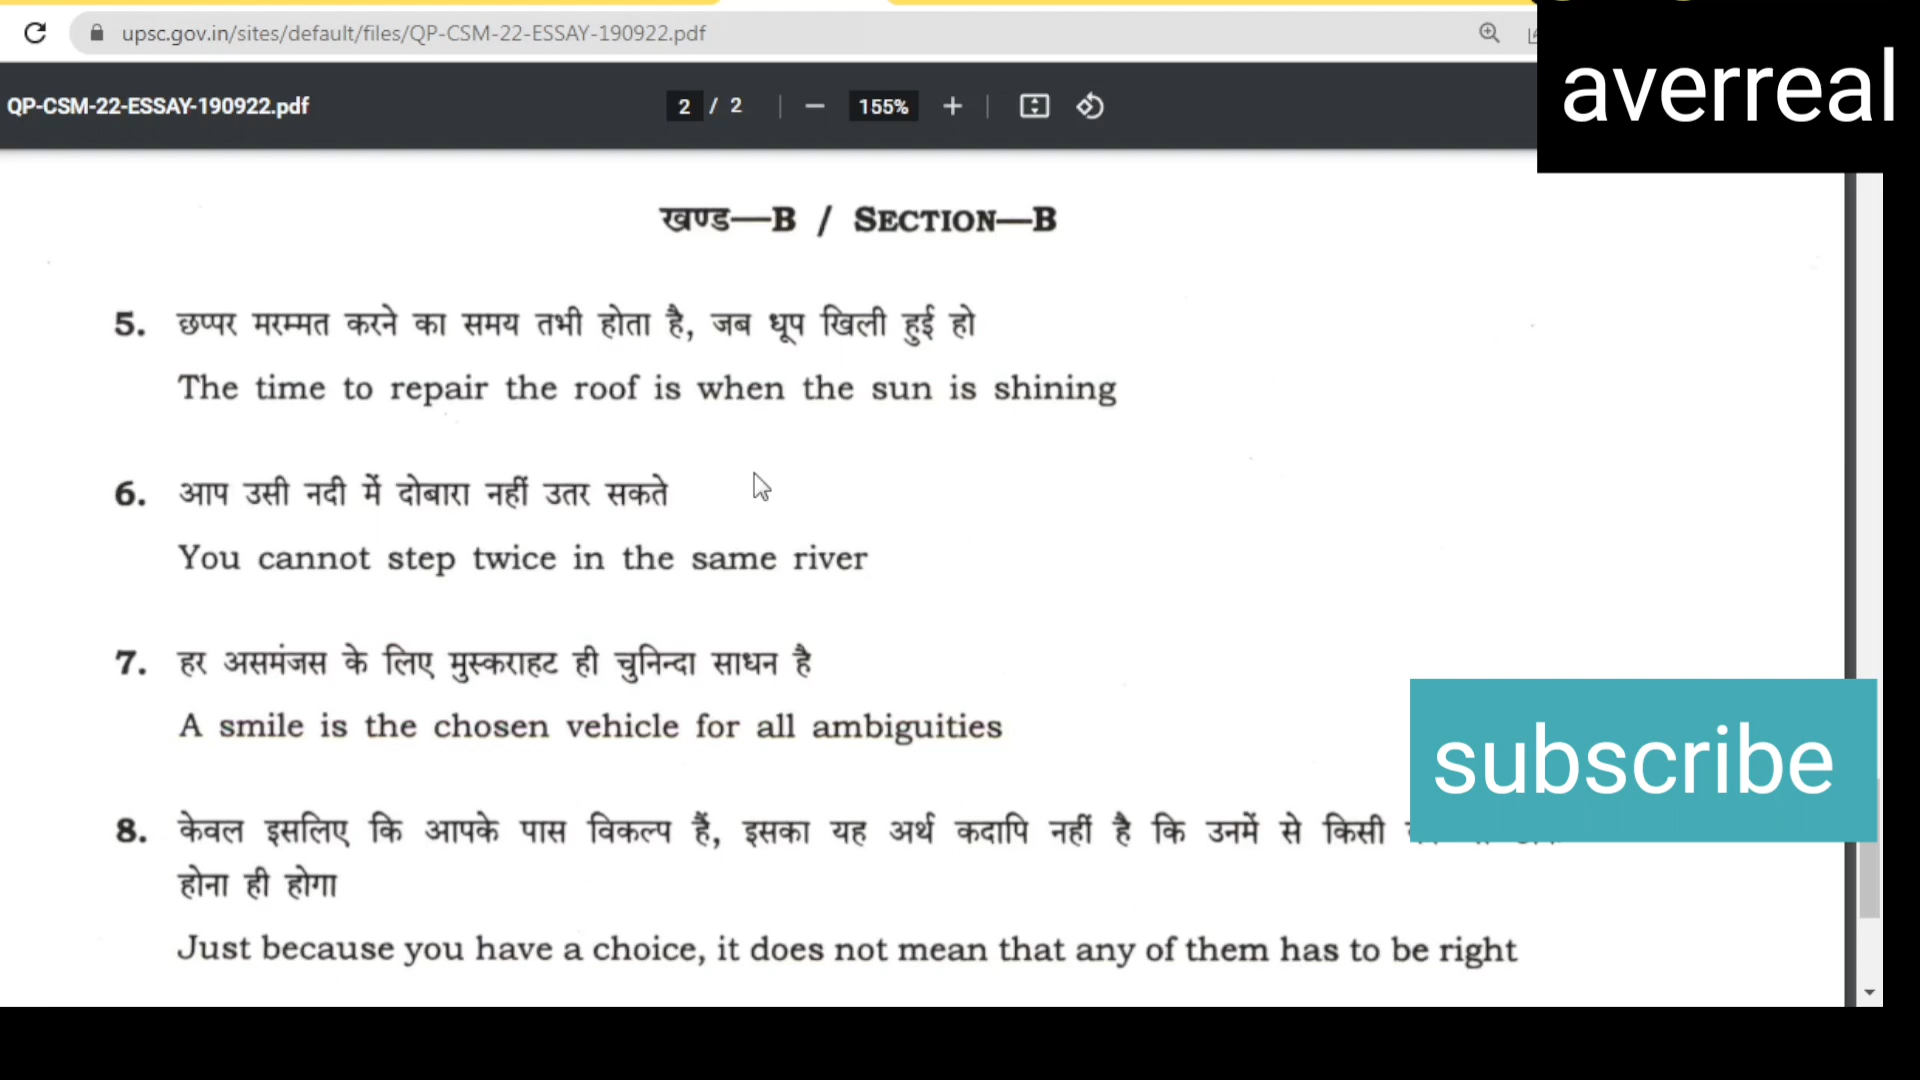 upsc.gov.in/sites/default/files/QP-CSM-22-ESSAY-190922.pdf
averreal
QP-CSM-22-ESSAY-190922.pdf
2 / 2
155%
खण्ड—B / SECTION—B
5. छप्पर मरम्मत करने का समय तभी होता है, जब धूप खिली हुई हो
The time to repair the roof is when the sun is shining
6. आप उसी नदी में दोबारा नहीं उतर सकते
You cannot step twice in the same river
7. हर असमंजस के लिए मुस्कराहट ही चुनिन्दा साधन है
A smile is the chosen vehicle for all ambiguities
subscribe
8. केवल इसलिए कि आपके पास विकल्प हैं, इसका यह अर्थ कदापि नहीं है कि उनमें से किसी
होना ही होगा
Just because you have a choice, it does not mean that any of them has to be right